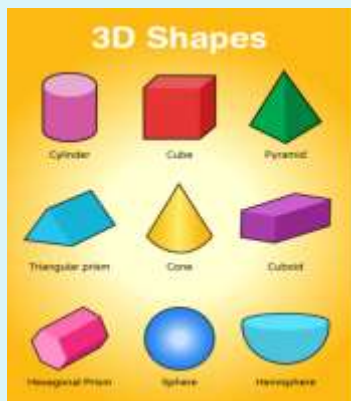 3D Shapes
Cylinder Cube Pyramid
Triangular prism Cone Cuboid
Hexagonal Prism Sphere Hemisphere